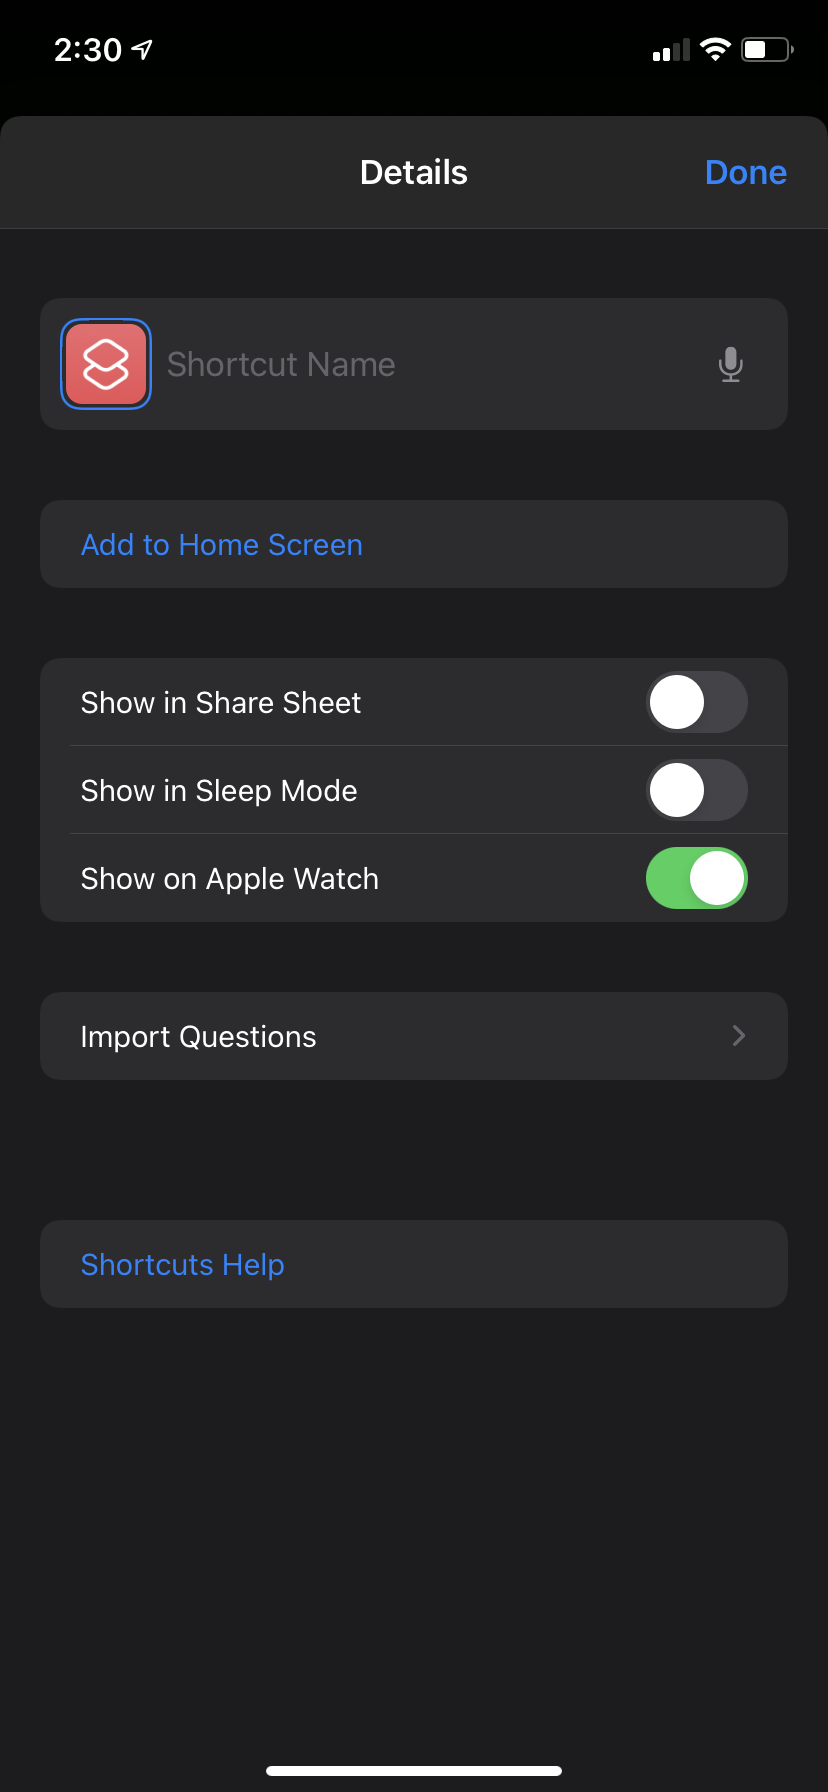 2:30
Details
Done
Shortcut Name
Add to Home Screen
Show in Share Sheet
Show in Sleep Mode
Show on Apple Watch
Import Questions
Shortcuts Help